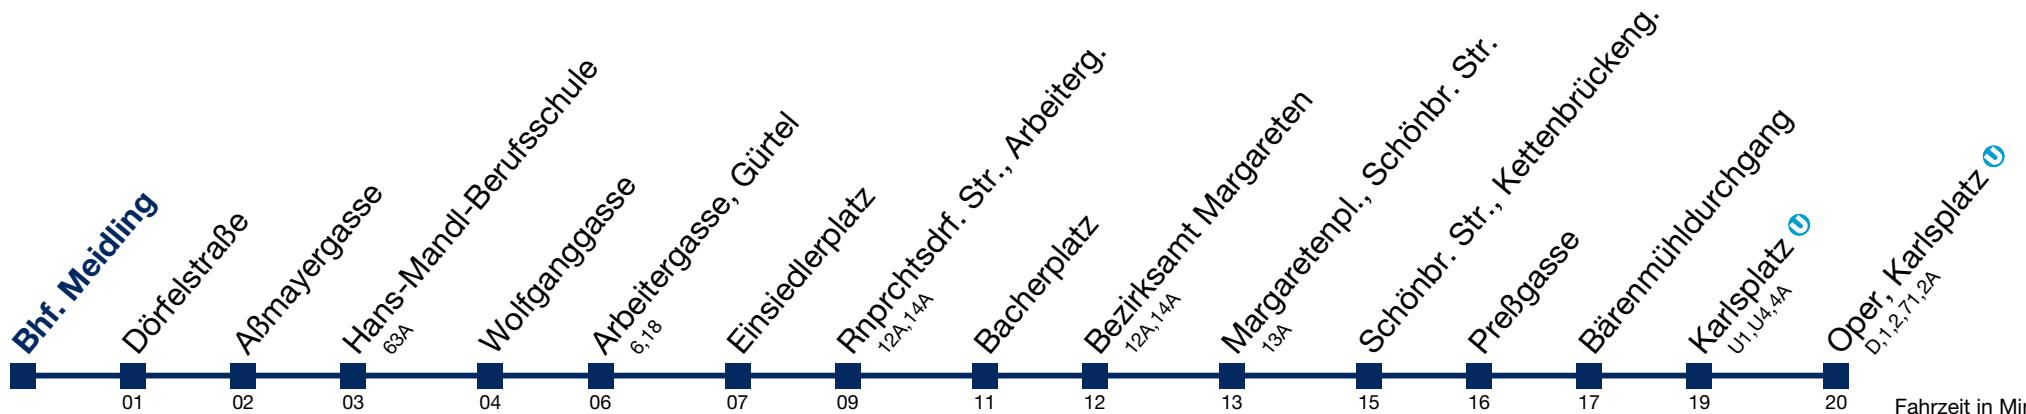 Bhf. Meidling
Dörfelstraße
Aßmayergasse
Hans-Mandl-Berufsschule
63A
Wolfganggasse
Arbeitergasse, Gürtel
6,18
Einsiedlerplatz
Rnprchtsdrf. Str., Arbeiterg.
12A,14A
Bacherplatz
Bezirksamt Margareten
12A,14A
Margaretenpl., Schönbr. Str.
13A
Schönbr. Str., Kettenbrückeng.
Preßgasse
Bärenmühldurchgang
Karlsplatz U
U1,U4,4A
Oper, Karlsplatz U
D,1,2,71,2A
01 02 03 04 06 07 09 11 12 13 15 16 17 19 20 Fahrzeit in Min